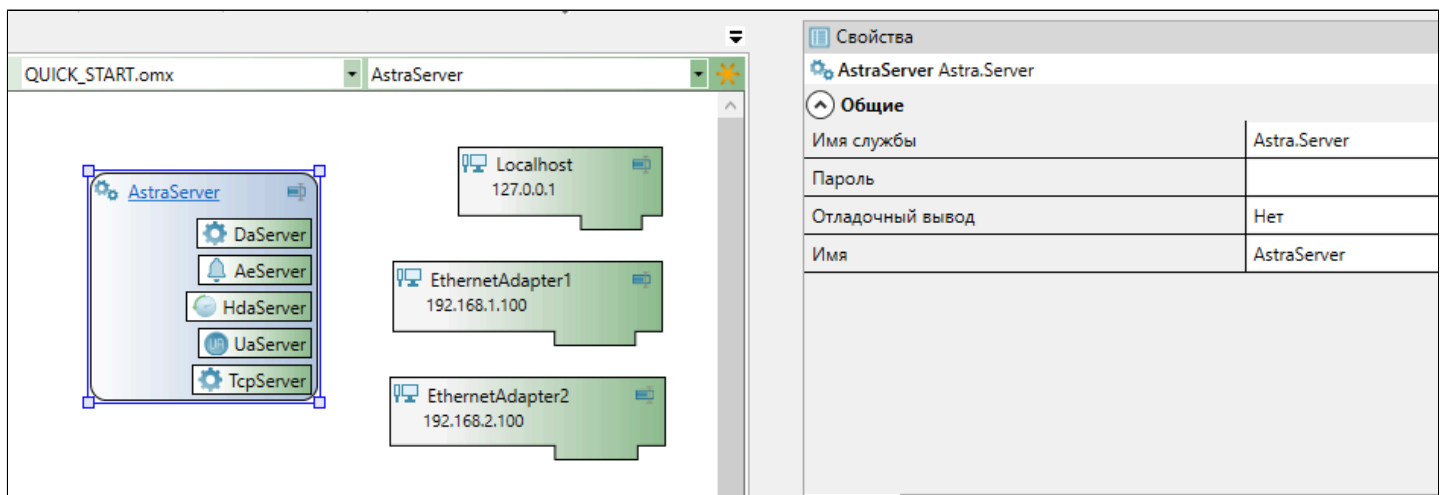 QUICK_START.omx
AstraServer
AstraServer
DaServer
AeServer
HdaServer
UaServer
TcpServer
Localhost
127.0.0.1
EthernetAdapter1
192.168.1.100
EthernetAdapter2
192.168.2.100
Свойства
AstraServer Astra.Server
Общие
Имя службы Astra.Server
Пароль
Отладочный вывод Нет
Имя AstraServer